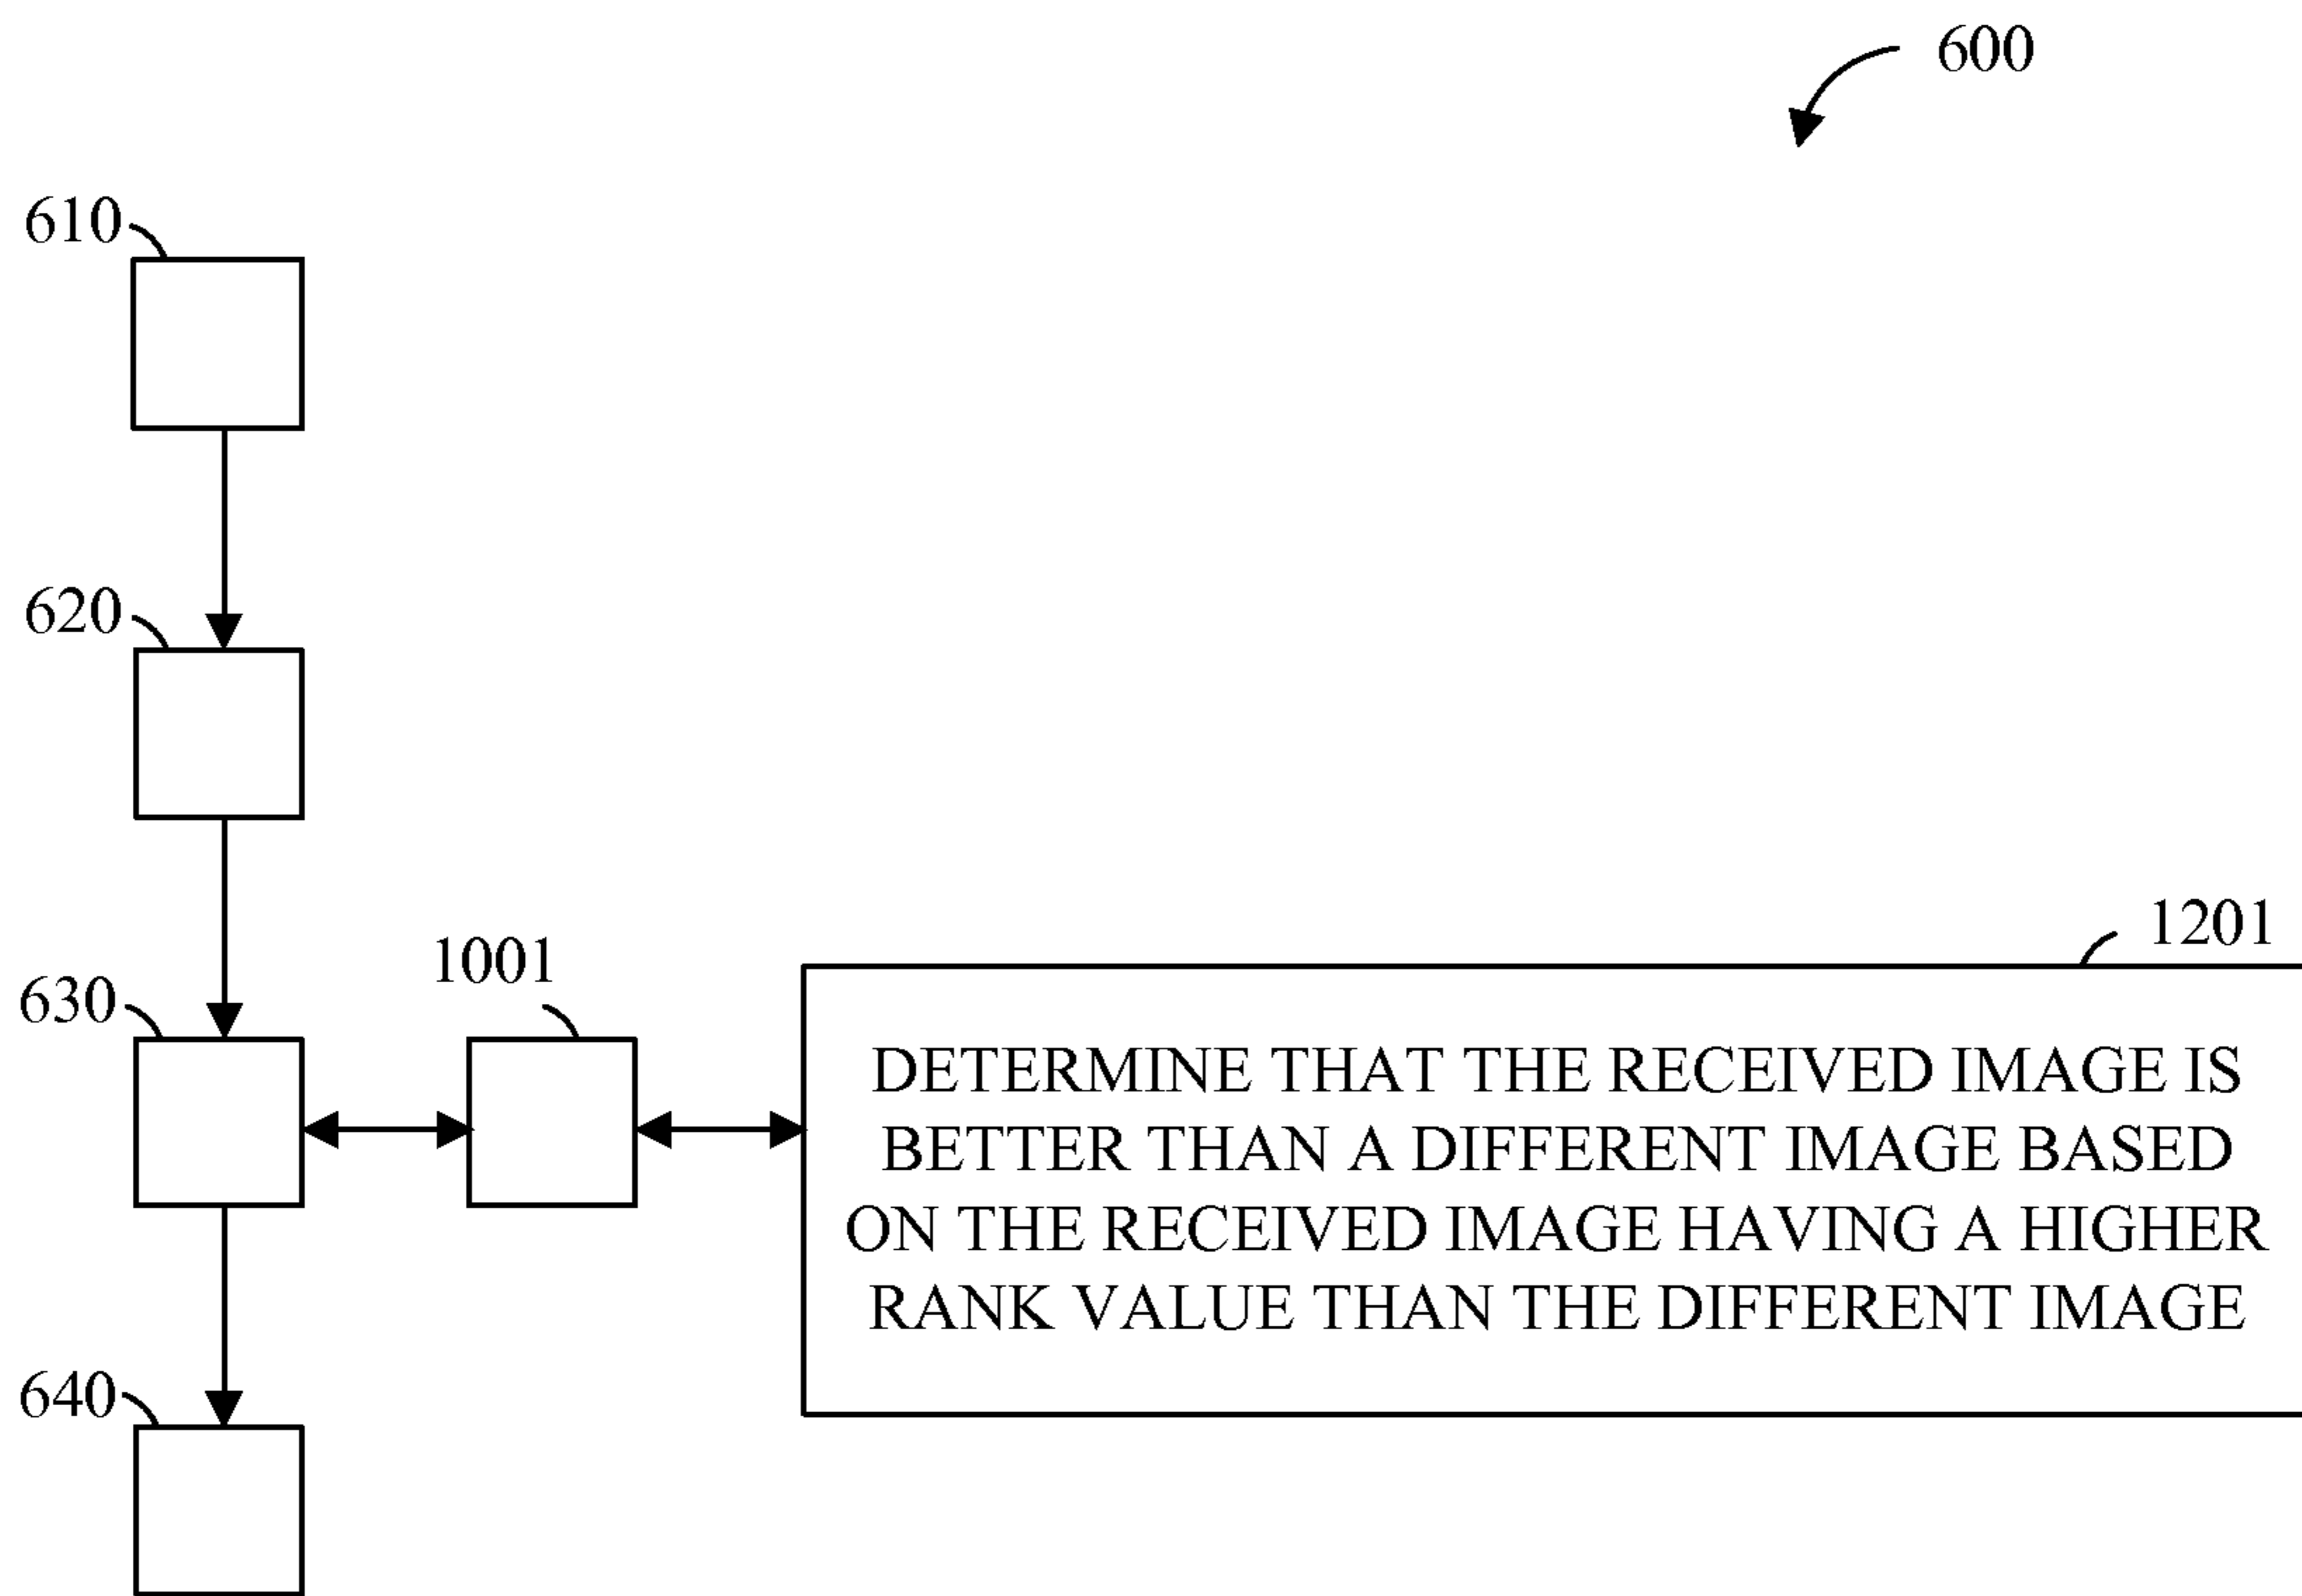 600
610
620
630
1001
1201
DETERMINE THAT THE RECEIVED IMAGE IS
BETTER THAN A DIFFERENT IMAGE BASED
ON THE RECEIVED IMAGE HAVING A HIGHER
RANK VALUE THAN THE DIFFERENT IMAGE
640